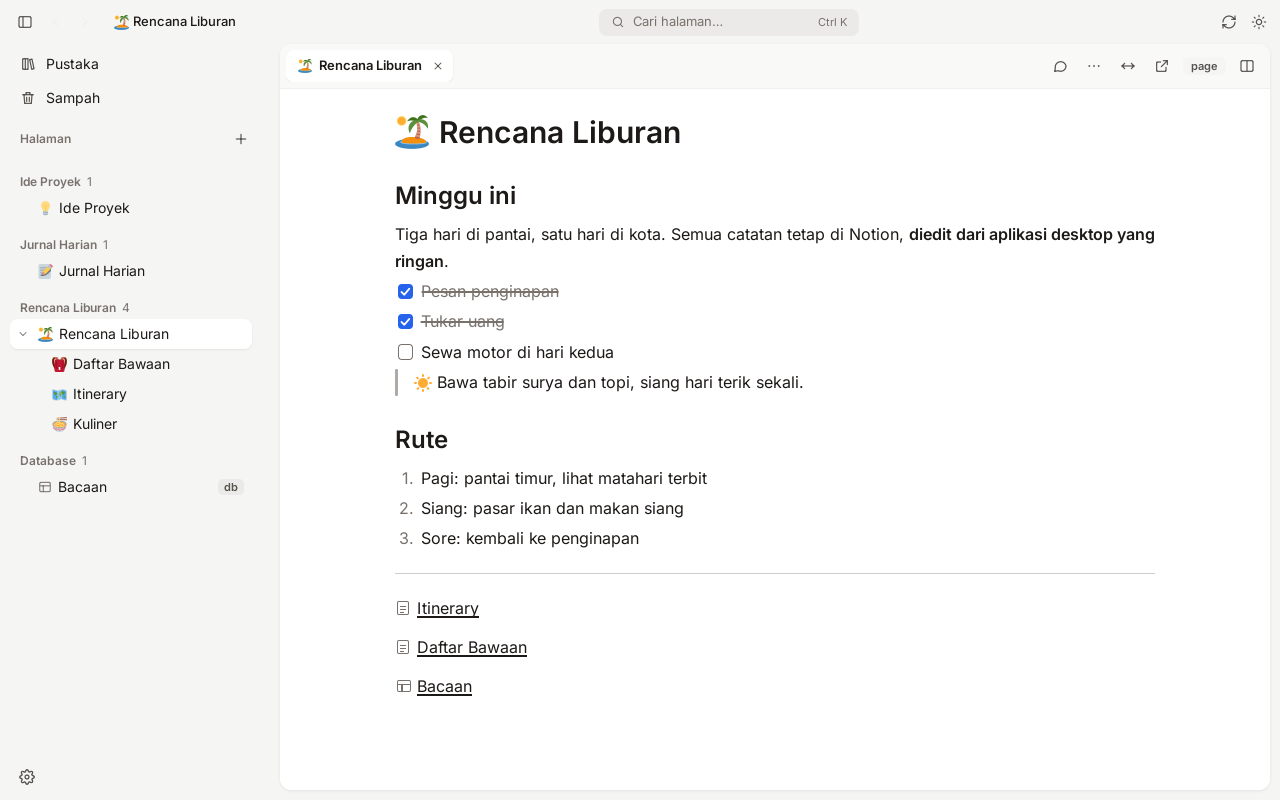 🏝️ Rencana Liburan
Cari halaman...
Ctrl K
Pustaka
Sampah
Halaman
Ide Proyek 1
💡 Ide Proyek
Jurnal Harian 1
📝 Jurnal Harian
Rencana Liburan 4
🏝️ Rencana Liburan
🎒 Daftar Bawaan
🗺️ Itinerary
🍜 Kuliner
Database 1
Bacaan db
🏝️ Rencana Liburan
page
🏝️ Rencana Liburan
Minggu ini
Tiga hari di pantai, satu hari di kota. Semua catatan tetap di Notion, diedit dari aplikasi desktop yang
ringan.
Pesan penginapan
Tukar uang
Sewa motor di hari kedua
☀️ Bawa tabir surya dan topi, siang hari terik sekali.
Rute
1. Pagi: pantai timur, lihat matahari terbit
2. Siang: pasar ikan dan makan siang
3. Sore: kembali ke penginapan
Itinerary
Daftar Bawaan
Bacaan